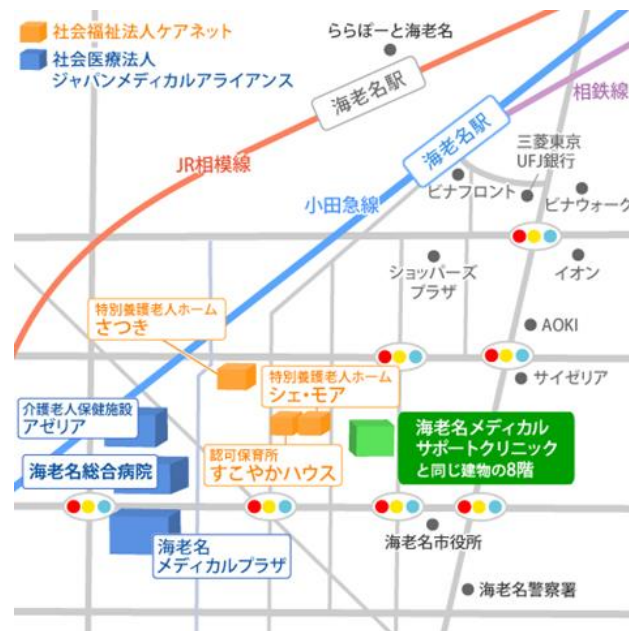 社会福祉法人ケアネット
社会医療法人
ジャパンメディカルアライアンス
ららぽーと海老名
海老名駅
相鉄線
JR相模線
海老名駅
三菱東京
UFJ銀行
小田急線
ビナフロント
ビナウォーク
ショッパーズ
プラザ
イオン
特別養護老人ホーム
さつき
AOKI
特別養護老人ホーム
シェ・モア
サイゼリア
介護老人保健施設
アゼリア
海老名メディカル
サポートクリニック
と同じ建物の8階
認可保育所
すこやかハウス
海老名総合病院
海老名市役所
海老名
メディカルプラザ
海老名警察署